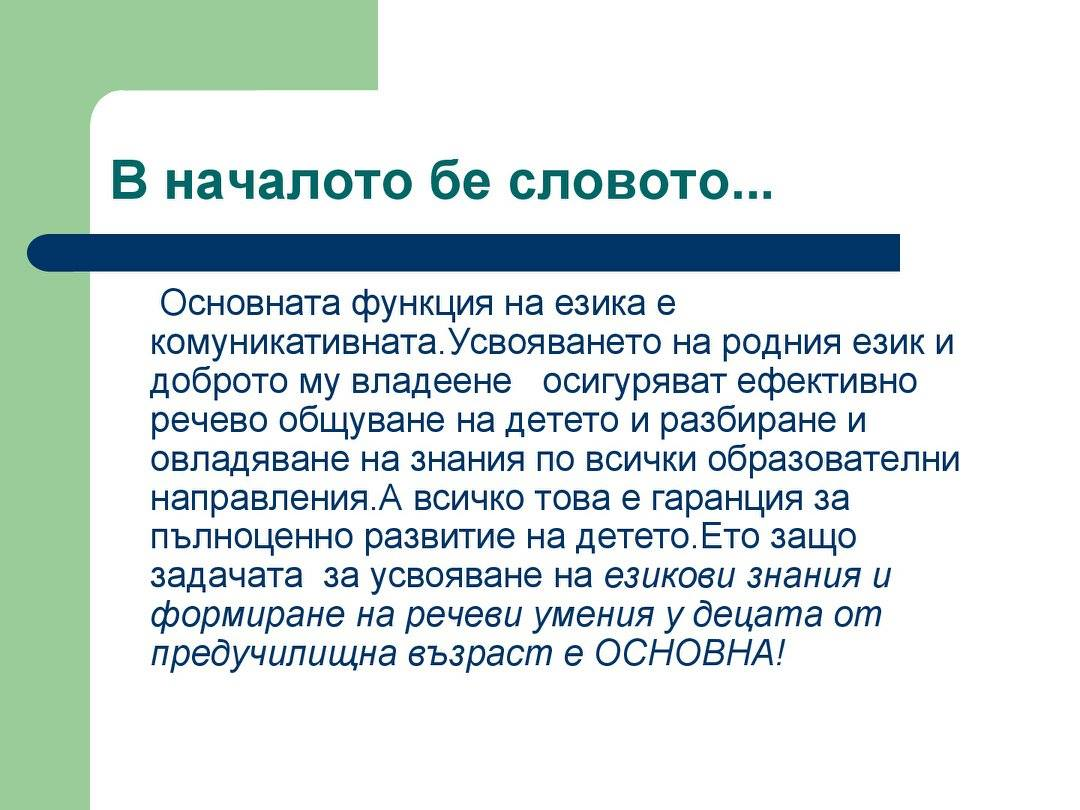 В началото бе словото...
Основната функция на езика е
комуникативната.Усвояването на родния език и
доброто му владеене   осигуряват ефективно
речево общуване на детето и разбиране и
овладяване на знания по всички образователни
направления.А всичко това е гаранция за
пълноценно развитие на детето.Ето защо
задачата  за усвояване на езикови знания и
формиране на речеви умения у децата от
предучилищна възраст е ОСНОВНА!